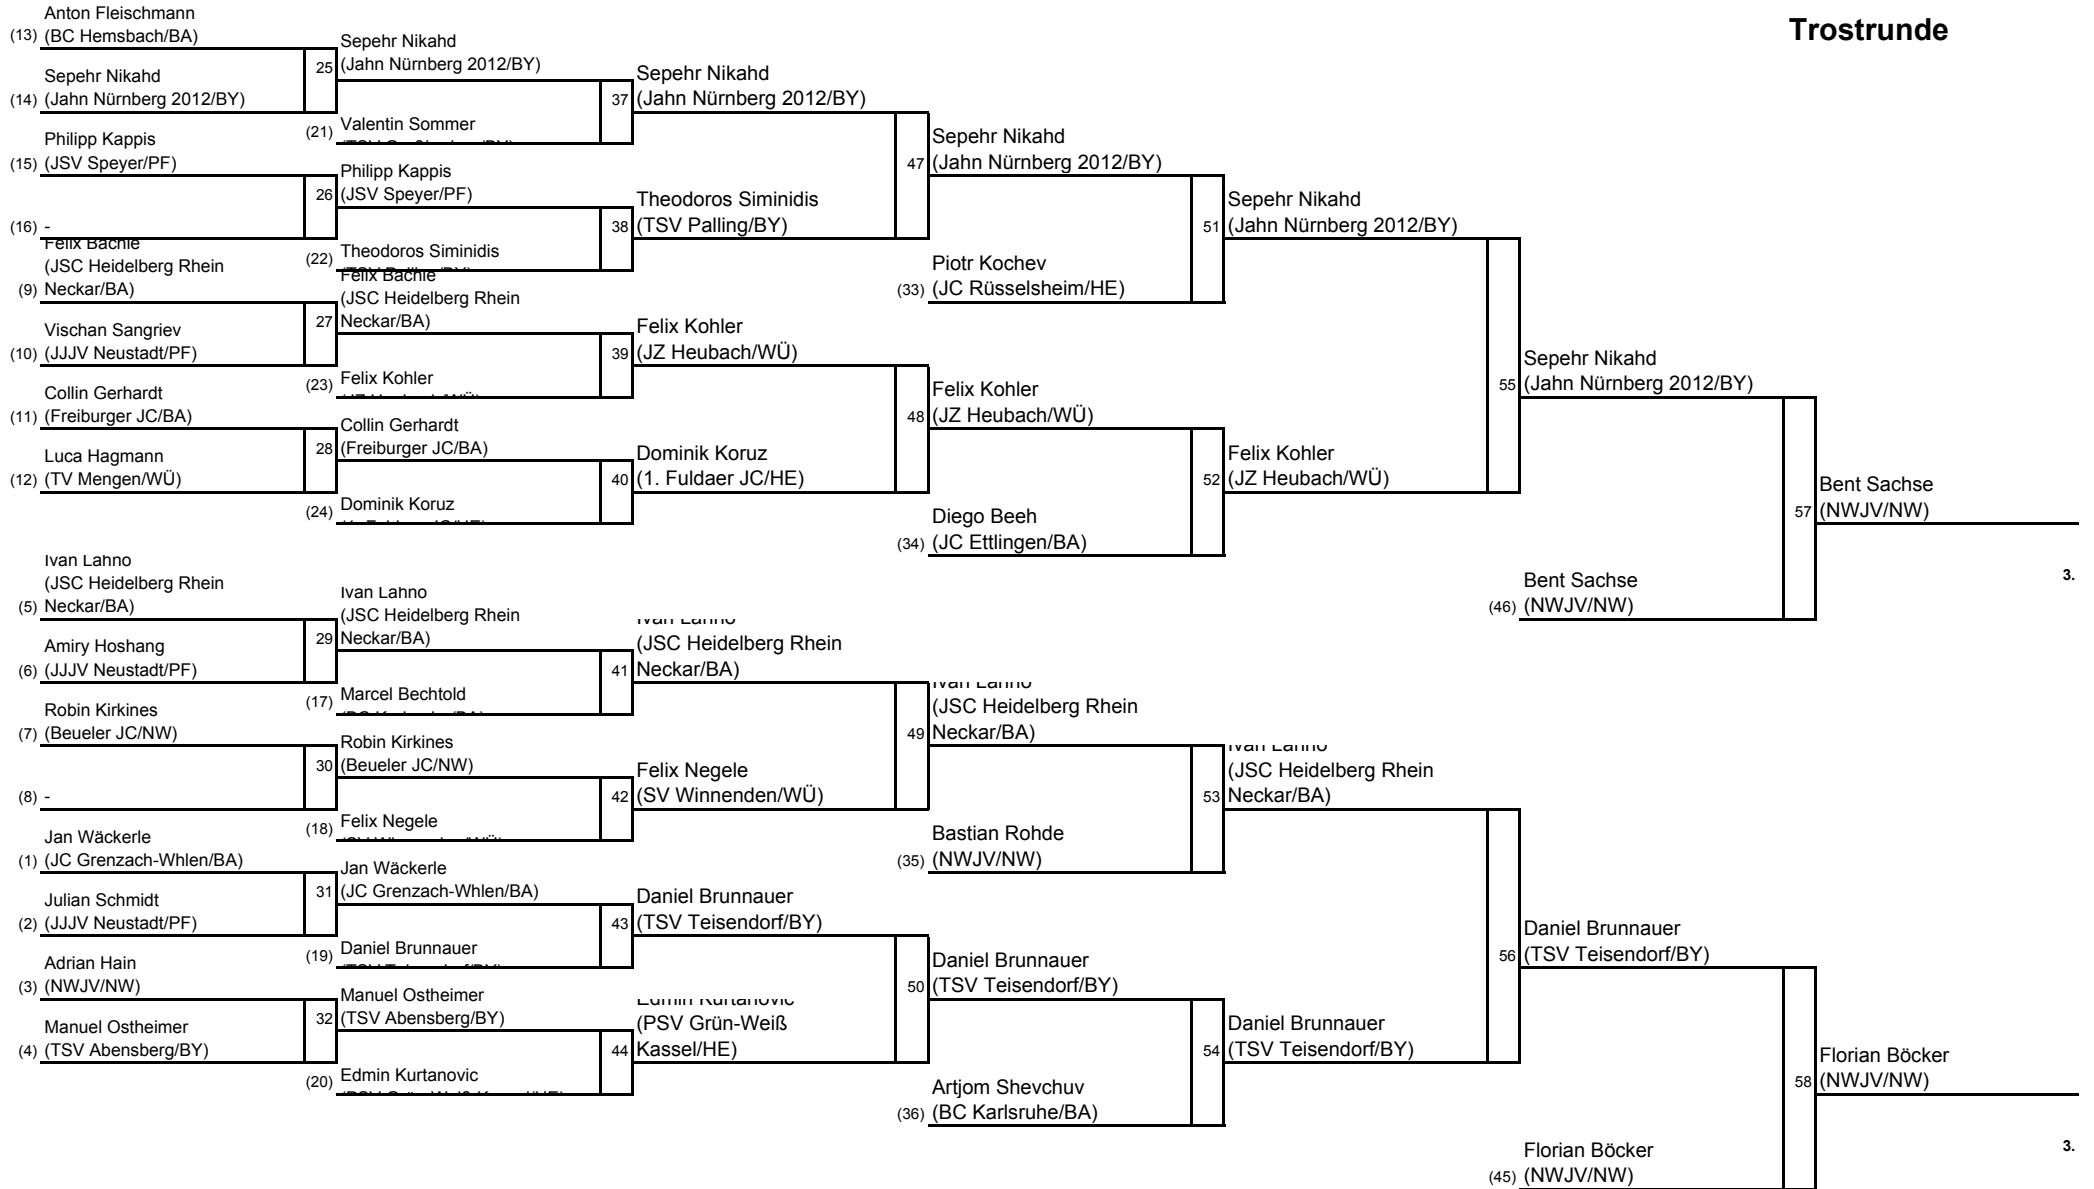 Trostrunde
Anton Fleischmann
(13) (BC Hemsbach/BA)
25
Sepehr Nikahd
(14) (Jahn Nürnberg 2012/BY)
Philipp Kappis
(15) (JSV Speyer/PF)
26
(16) -
Felix Bächle
(JSC Heidelberg Rhein
(9) Neckar/BA)
27
Vischan Sangriev
(10) (JJJV Neustadt/PF)
Collin Gerhardt
(11) (Freiburger JC/BA)
28
Luca Hagmann
(12) (TV Mengen/WÜ)
Ivan Lahno
(JSC Heidelberg Rhein
(5) Neckar/BA)
29
Amiry Hoshang
(6) (JJJV Neustadt/PF)
Robin Kirkines
(7) (Beueler JC/NW)
30
(8) -
Jan Wäckerle
(1) (JC Grenzach-Whlen/BA)
31
Julian Schmidt
(2) (JJJV Neustadt/PF)
Adrian Hain
(3) (NWJV/NW)
32
Manuel Ostheimer
(4) (TSV Abensberg/BY)
Sepehr Nikahd
(Jahn Nürnberg 2012/BY)
37
(21) Valentin Sommer
Philipp Kappis
(JSV Speyer/PF)
38
(22) Theodoros Siminidis
Felix Bächle
(JSC Heidelberg Rhein
Neckar/BA)
39
(23) Felix Kohler
Collin Gerhardt
(Freiburger JC/BA)
40
(24) Dominik Koruz
Ivan Lahno
(JSC Heidelberg Rhein
Neckar/BA)
41
(17) Marcel Bechtold
Robin Kirkines
(Beueler JC/NW)
42
(18) Felix Negele
Jan Wäckerle
(JC Grenzach-Whlen/BA)
43
(19) Daniel Brunnauer
Manuel Ostheimer
(TSV Abensberg/BY)
44
(20) Edmin Kurtanovic
Sepehr Nikahd
(Jahn Nürnberg 2012/BY)
47
Theodoros Siminidis
(TSV Palling/BY)
Felix Kohler
(JZ Heubach/WÜ)
48
Dominik Koruz
(1. Fuldaer JC/HE)
Ivan Lahno
(JSC Heidelberg Rhein
Neckar/BA)
49
Felix Negele
(SV Winnenden/WÜ)
Daniel Brunnauer
(TSV Teisendorf/BY)
50
Edmin Kurtanovic
(PSV Grün-Weiß
Kassel/HE)
Sepehr Nikahd
(Jahn Nürnberg 2012/BY)
51
Piotr Kochev
(33) (JC Rüsselsheim/HE)
Felix Kohler
(JZ Heubach/WÜ)
52
Diego Beeh
(34) (JC Ettlingen/BA)
Ivan Lahno
(JSC Heidelberg Rhein
Neckar/BA)
53
Bastian Rohde
(35) (NWJV/NW)
Daniel Brunnauer
(TSV Teisendorf/BY)
54
Artjom Shevchuv
(36) (BC Karlsruhe/BA)
Sepehr Nikahd
(Jahn Nürnberg 2012/BY)
55
Felix Kohler
(JZ Heubach/WÜ)
Ivan Lahno
(JSC Heidelberg Rhein
Neckar/BA)
56
Daniel Brunnauer
(TSV Teisendorf/BY)
Sepehr Nikahd
(Jahn Nürnberg 2012/BY)
57
Bent Sachse
(46) (NWJV/NW)
Daniel Brunnauer
(TSV Teisendorf/BY)
58
Florian Böcker
(45) (NWJV/NW)
Bent Sachse
(NWJV/NW)
3.
Florian Böcker
(NWJV/NW)
3.